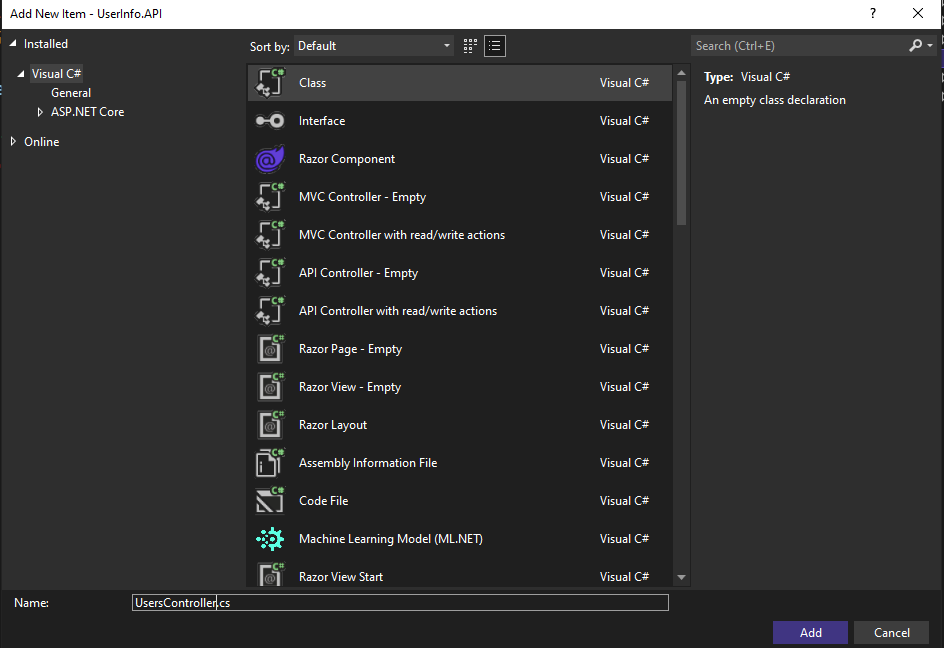 Add New Item - UserInfo.API
?
Installed
Sort by: Default
Search (Ctrl+E)
Visual C#
General
ASP.NET Core
Online
Class Visual C#
Interface Visual C#
Razor Component Visual C#
MVC Controller - Empty Visual C#
MVC Controller with read/write actions Visual C#
API Controller - Empty Visual C#
API Controller with read/write actions Visual C#
Razor Page - Empty Visual C#
Razor View - Empty Visual C#
Razor Layout Visual C#
Assembly Information File Visual C#
Code File Visual C#
Machine Learning Model (ML.NET) Visual C#
Razor View Start Visual C#
Type: Visual C#
An empty class declaration
Name: UsersController.cs
Add Cancel